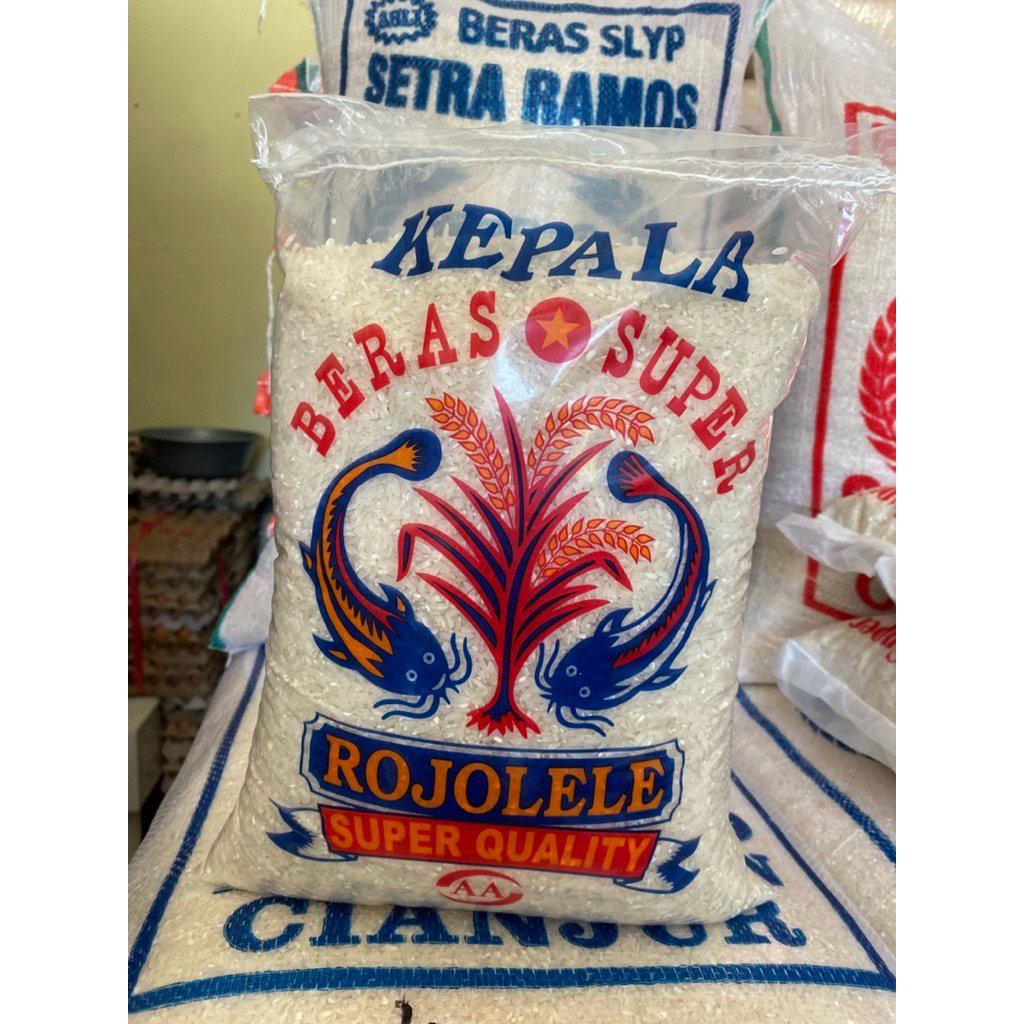 ASLI
BERAS SLYP
SETRA RAMOS
KEPALA
BERAS SUPER
ROJOLELE
SUPER QUALITY
AA
CIANJUR